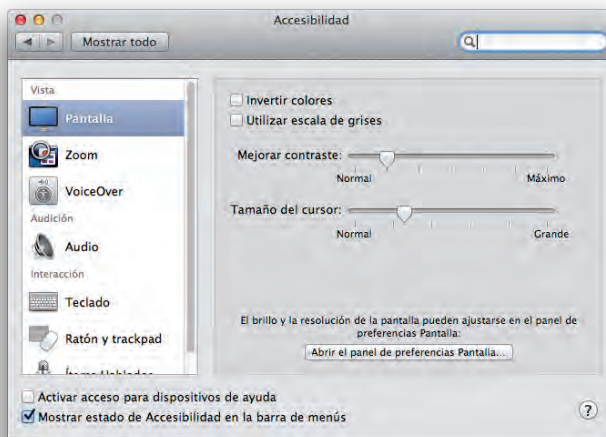 Accesibilidad
Mostrar todo
Vista
Pantalla
Zoom
VoiceOver
Audición
Audio
Interacción
Teclado
Ratón y trackpad
Ítems Hablados
Invertir colores
Utilizar escala de grises
Mejorar contraste:
Normal Máximo
Tamaño del cursor:
Normal Grande
El brillo y la resolución de la pantalla pueden ajustarse en el panel de
preferencias Pantalla:
Abrir el panel de preferencias Pantalla...
Activar acceso para dispositivos de ayuda
Mostrar estado de Accesibilidad en la barra de menús
?